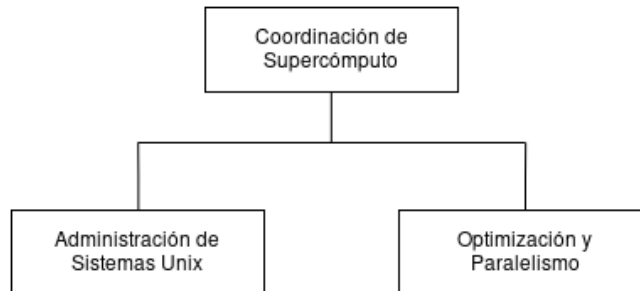 Coordinación de
Supercómputo
Administración de
Sistemas Unix
Optimización y
Paralelismo